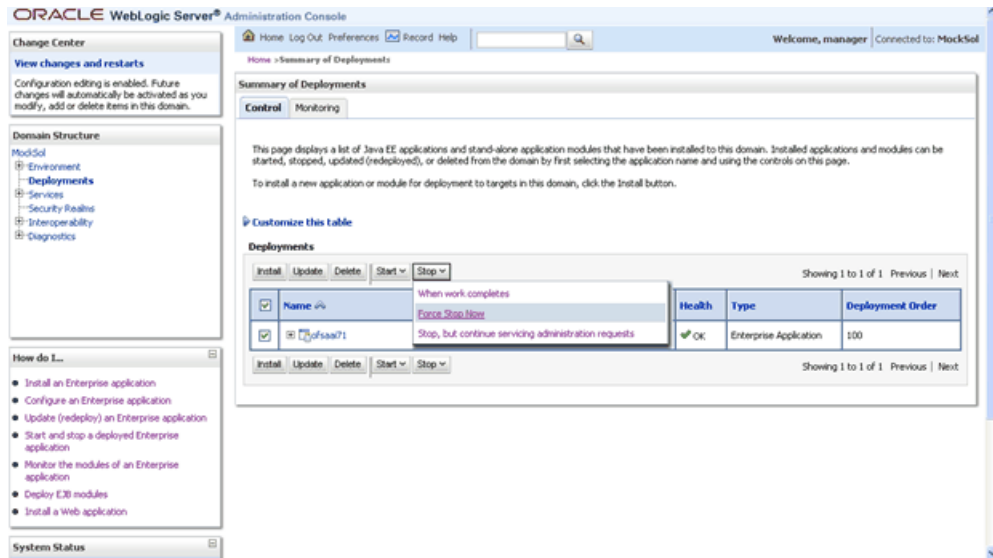 ORACLE WebLogic Server® Administration Console
Change Center
View changes and restarts
Configuration editing is enabled. Future
changes will automatically be activated as you
modify, add or delete items in this domain.
Domain Structure
MockSol
Environment
Deployments
Services
Security Realms
Interoperability
Diagnostics
How do I...
Install an Enterprise application
Configure an Enterprise application
Update (redeploy) an Enterprise application
Start and stop a deployed Enterprise
application
Monitor the modules of an Enterprise
application
Deploy EJB modules
Install a Web application
System Status
Home Log Out Preferences Record Help
Welcome, manager Connected to: MockSol
Home >Summary of Deployments
Summary of Deployments
Control Monitoring
This page displays a list of Java EE applications and stand-alone application modules that have been installed to this domain. Installed applications and modules can be
started, stopped, updated (redeployed), or deleted from the domain by first selecting the application name and using the controls on this page.
To install a new application or module for deployment to targets in this domain, click the Install button.
Customize this table
Deployments
Install Update Delete Start Stop Showing 1 to 1 of 1 Previous | Next
When work completes
Force Stop Now
Stop, but continue servicing administration requests
Name Health Type Deployment Order
ofsaai71 OK Enterprise Application 100
Install Update Delete Start Stop Showing 1 to 1 of 1 Previous | Next